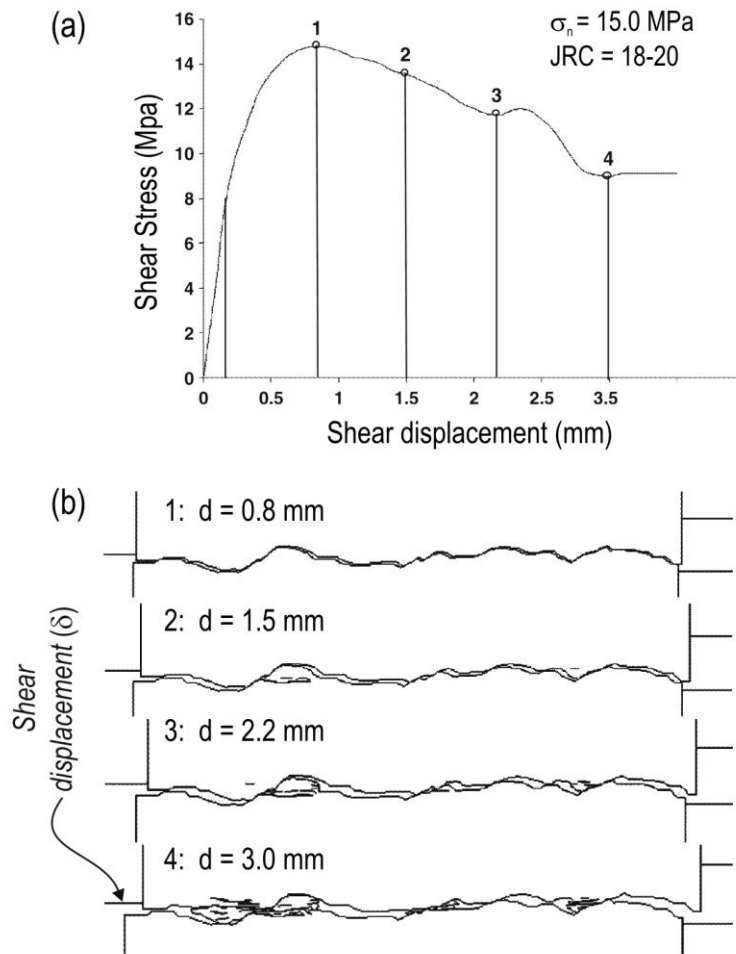 (a)
σn = 15.0 MPa
JRC = 18-20
Shear Stress (Mpa)
16
14
12
10
8
6
4
2
0
1
2
3
4
0 0.5 1 1.5 2 2.5 3.5
Shear displacement (mm)
(b)
1: d = 0.8 mm
2: d = 1.5 mm
3: d = 2.2 mm
4: d = 3.0 mm
Shear
displacement (δ)